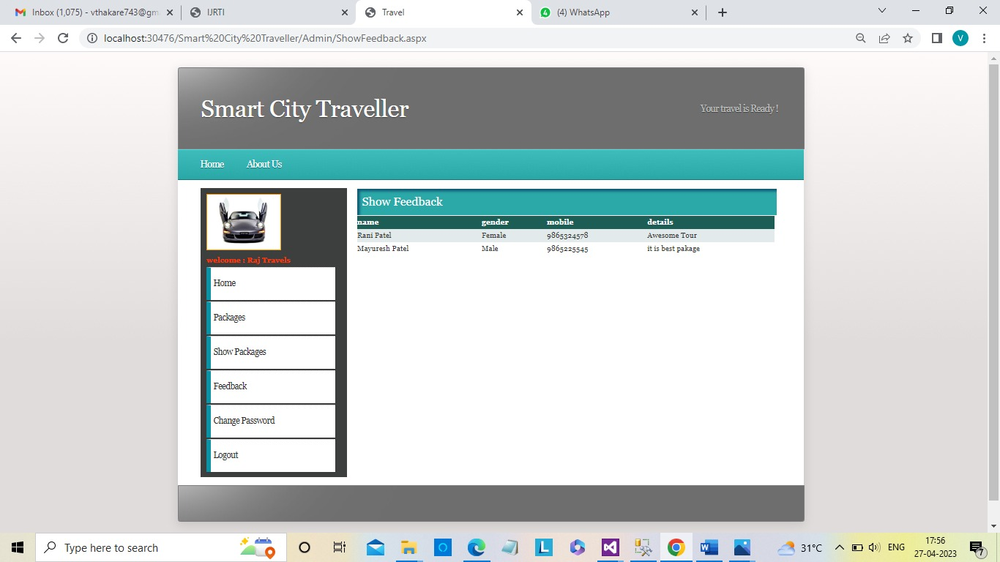 Inbox (1,075) - vthakare743@gm
IJRTI
Travel
(4) WhatsApp
localhost:30476/Smart%20City%20Traveller/Admin/ShowFeedback.aspx
V
Smart City Traveller
Your travel is Ready !
Home About Us
welcome : Raj Travels
Home
Packages
Show Packages
Feedback
Change Password
Logout
Show Feedback
name gender mobile details
Rani Patel Female 9865324578 Awesome Tour
Mayuresh Patel Male 9865225545 it is best pakage
Type here to search
31°C
ENG
17:56
27-04-2023
7